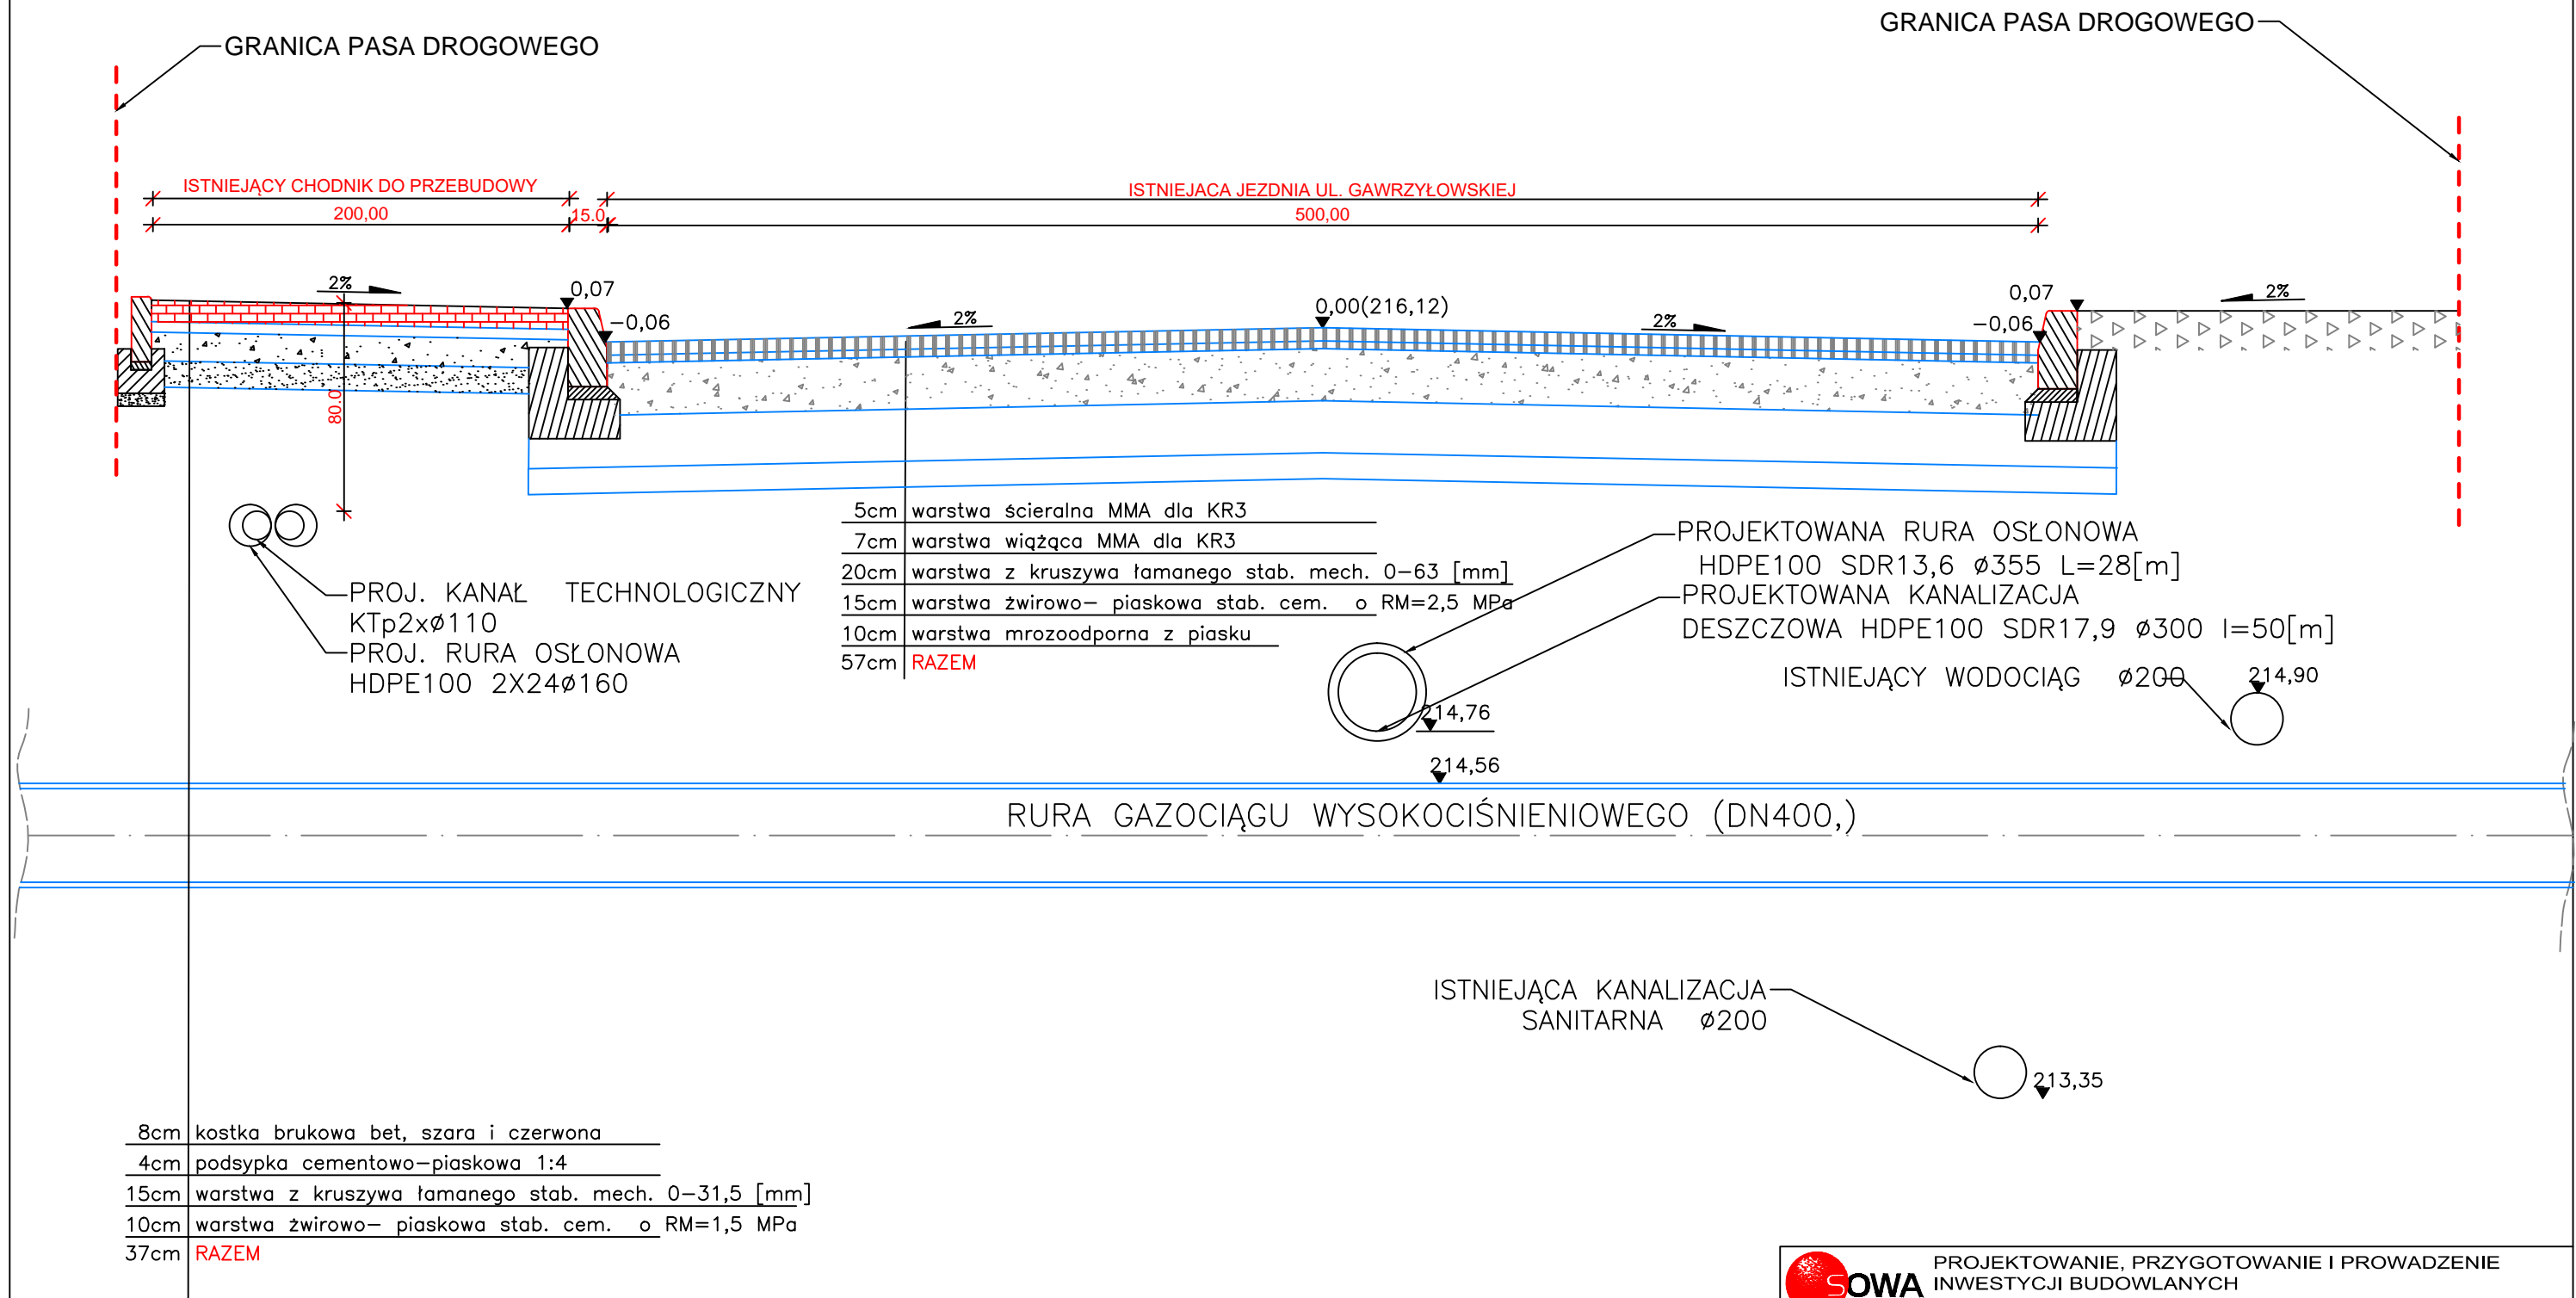 GRANICA PASA DROGOWEGO
GRANICA PASA DROGOWEGO
ISTNIEJĄCY CHODNIK DO PRZEBUDOWY
200,00
15.0
ISTNIEJACA JEZDNIA UL. GAWRZYŁOWSKIEJ
500,00
2%
0,07
-0,06
2%
0,00(216,12)
2%
0,07
-0,06
2%
80.0
5cm warstwa ścieralna MMA dla KR3
7cm warstwa wiążąca MMA dla KR3
20cm warstwa z kruszywa łamanego stab. mech. 0-63 [mm]
15cm warstwa żwirowo- piaskowa stab. cem. o RM=2,5 MPa
10cm warstwa mrozoodporna z piasku
57cm RAZEM
PROJ. KANAŁ TECHNOLOGICZNY
KTp2xø110
PROJ. RURA OSŁONOWA
HDPE100 2X24ø160
PROJEKTOWANA RURA OSŁONOWA
HDPE100 SDR13,6 ø355 L=28[m]
PROJEKTOWANA KANALIZACJA
DESZCZOWA HDPE100 SDR17,9 ø300 l=50[m]
ISTNIEJĄCY WODOCIĄG ø200
214,90
214,76
214,56
RURA GAZOCIĄGU WYSOKOCIŚNIENIOWEGO (DN400,)
ISTNIEJĄCA KANALIZACJA
SANITARNA ø200
213,35
8cm kostka brukowa bet, szara i czerwona
4cm podsypka cementowo-piaskowa 1:4
15cm warstwa z kruszywa łamanego stab. mech. 0-31,5 [mm]
10cm warstwa żwirowo- piaskowa stab. cem. o RM=1,5 MPa
37cm RAZEM
SOWA
PROJEKTOWANIE, PRZYGOTOWANIE I PROWADZENIE
INWESTYCJI BUDOWLANYCH